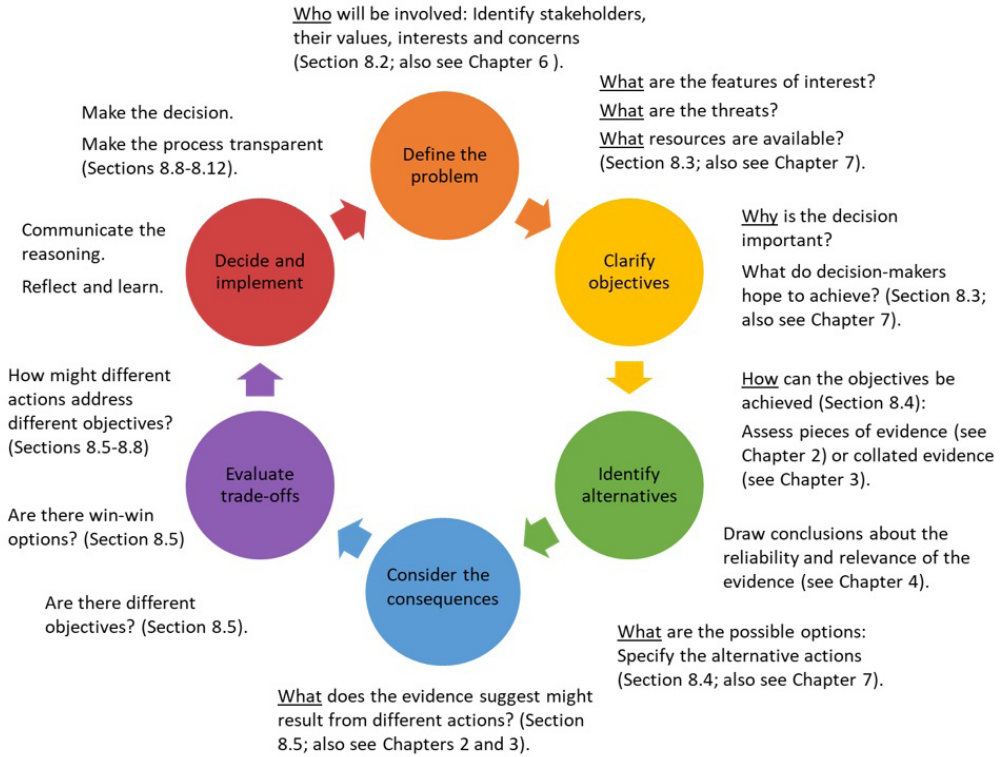 Who will be involved: Identify stakeholders,
their values, interests and concerns
(Section 8.2; also see Chapter 6 ).
What are the features of interest?
What are the threats?
What resources are available?
(Section 8.3; also see Chapter 7).
Make the decision.
Make the process transparent
(Sections 8.8-8.12).
Define the
problem
Communicate the
reasoning.
Reflect and learn.
Decide and
implement
Clarify
objectives
Why is the decision
important?
What do decision-makers
hope to achieve? (Section 8.3;
also see Chapter 7).
How might different
actions address
different objectives?
(Sections 8.5-8.8)
How can the objectives be
achieved (Section 8.4):
Assess pieces of evidence (see
Chapter 2) or collated evidence
(see Chapter 3).
Evaluate
trade-offs
Identify
alternatives
Are there win-win
options? (Section 8.5)
Draw conclusions about the
reliability and relevance of the
evidence (see Chapter 4).
Consider the
consequences
Are there different
objectives? (Section 8.5).
What are the possible options:
Specify the alternative actions
(Section 8.4; also see Chapter 7).
What does the evidence suggest might
result from different actions? (Section
8.5; also see Chapters 2 and 3).